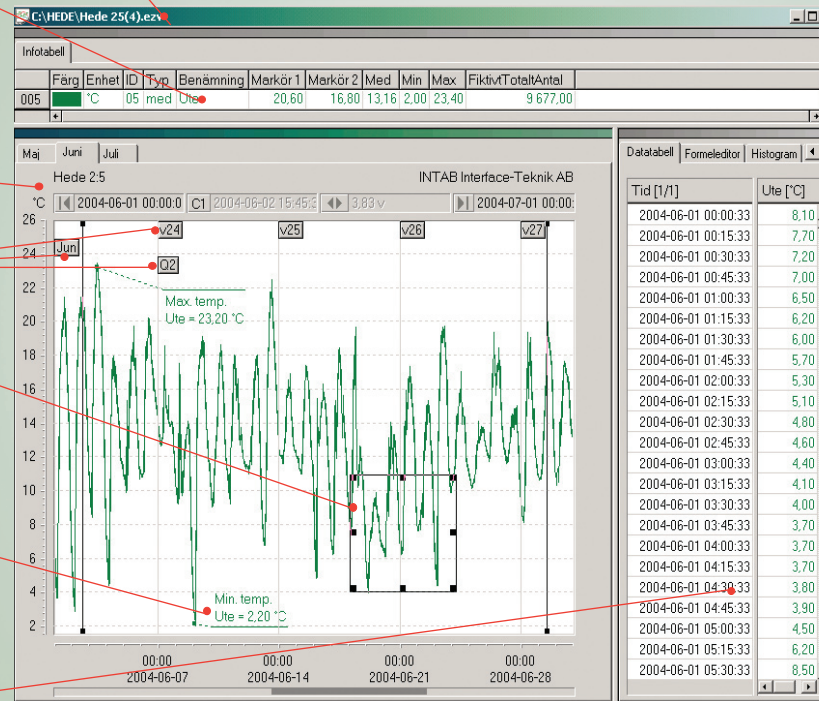 C:\HEDE\Hede 25(4).ezv
Infotabell
Färg Enhet ID Typ Benämning Markör 1 Markör 2 Med Min Max FiktivtTotaltAntal
005 °C 05 med Ute 20,60 16,80 13,16 2,00 23,40 9 677,00
Maj Juni Juli
Hede 2:5 INTAB Interface-Teknik AB
°C 2004-06-01 00:00:0 C1 2004-06-02 15:45:3 3,83 v 2004-07-01 00:00:
26
24
22
20
18
16
14
12
10
8
6
4
2
v24 v25 v26 v27
Jun
Q2
Max. temp.
Ute = 23,20 °C
Min. temp.
Ute = 2,20 °C
00:00 00:00 00:00 00:00
2004-06-07 2004-06-14 2004-06-21 2004-06-28
Datatabell Formeleditor Histogram
Tid [1/1] Ute [°C]
2004-06-01 00:00:33 8,10
2004-06-01 00:15:33 7,70
2004-06-01 00:30:33 7,20
2004-06-01 00:45:33 7,00
2004-06-01 01:00:33 6,50
2004-06-01 01:15:33 6,20
2004-06-01 01:30:33 6,00
2004-06-01 01:45:33 5,70
2004-06-01 02:00:33 5,30
2004-06-01 02:15:33 5,10
2004-06-01 02:30:33 4,80
2004-06-01 02:45:33 4,60
2004-06-01 03:00:33 4,40
2004-06-01 03:15:33 4,10
2004-06-01 03:30:33 4,00
2004-06-01 03:45:33 3,70
2004-06-01 04:00:33 3,70
2004-06-01 04:15:33 3,70
2004-06-01 04:30:33 3,80
2004-06-01 04:45:33 3,90
2004-06-01 05:00:33 4,50
2004-06-01 05:15:33 6,20
2004-06-01 05:30:33 8,50